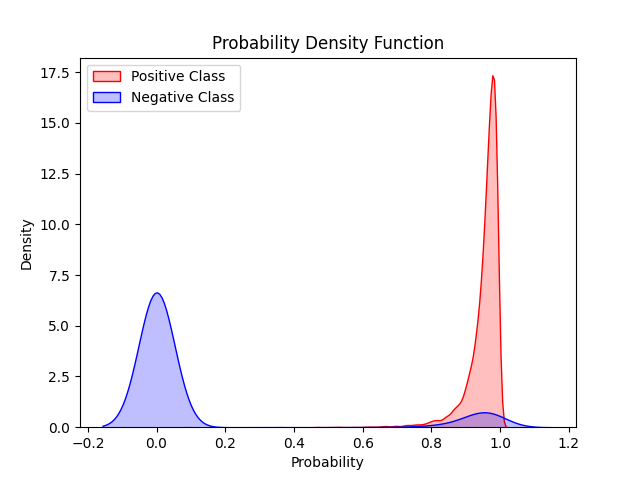 Probability Density Function
Positive Class
Negative Class
17.5
15.0
12.5
10.0
7.5
5.0
2.5
0.0
Density
−0.2 0.0 0.2 0.4 0.6 0.8 1.0 1.2
Probability